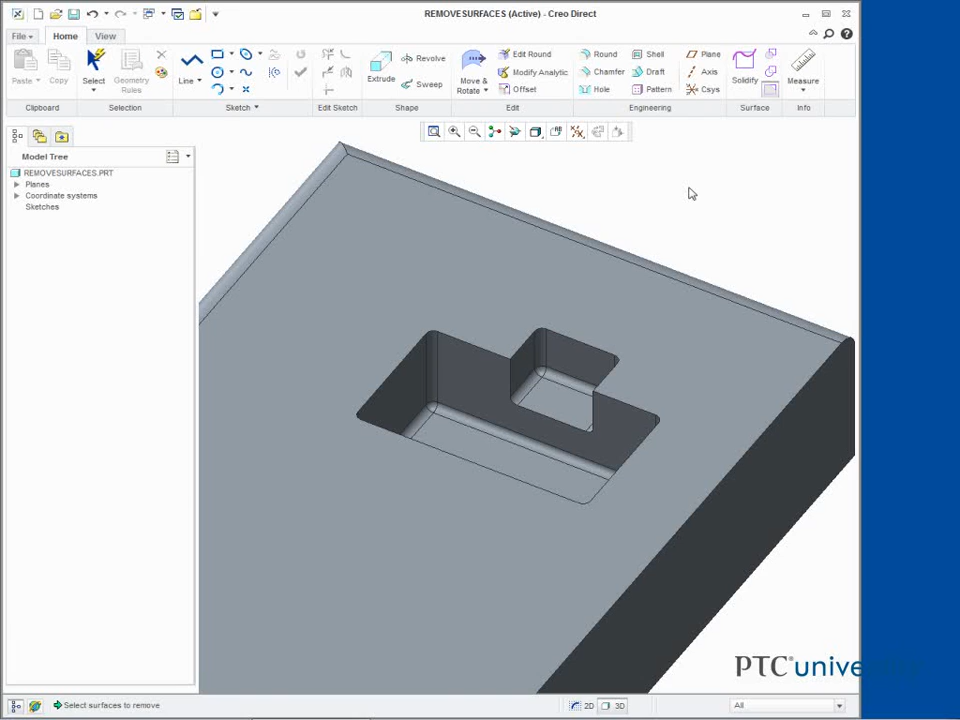 REMOVESURFACES (Active) - Creo Direct
File
Home
View
Paste
Copy
Select
Geometry
Rules
Line
Extrude
Revolve
Sweep
Move &
Rotate
Edit Round
Modify Analytic
Offset
Round
Chamfer
Hole
Shell
Draft
Pattern
Plane
Axis
Csys
Solidify
Measure
Clipboard
Selection
Sketch
Edit Sketch
Shape
Edit
Engineering
Surface
Info
Model Tree
REMOVESURFACES.PRT
Planes
Coordinate systems
Sketches
PTC® unive
Select surfaces to remove
2D
3D
All